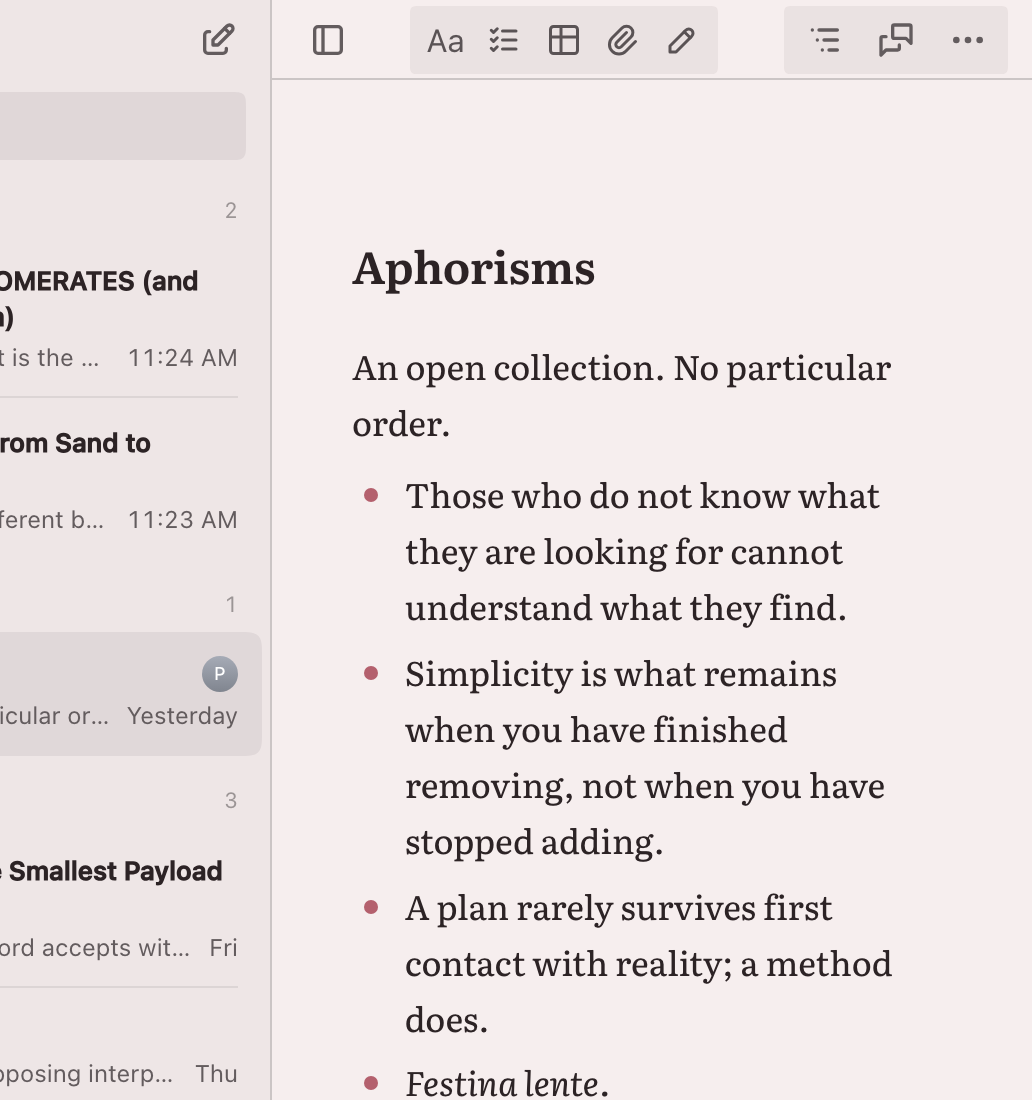 Aa
2
OMERATES (and
)
t is the ... 11:24 AM
rom Sand to
ferent b... 11:23 AM
1
P
icular or... Yesterday
3
Smallest Payload
ord accepts wit... Fri
pposing interp... Thu
Aphorisms
An open collection. No particular
order.
• Those who do not know what
they are looking for cannot
understand what they find.
• Simplicity is what remains
when you have finished
removing, not when you have
stopped adding.
• A plan rarely survives first
contact with reality; a method
does.
• Festina lente.